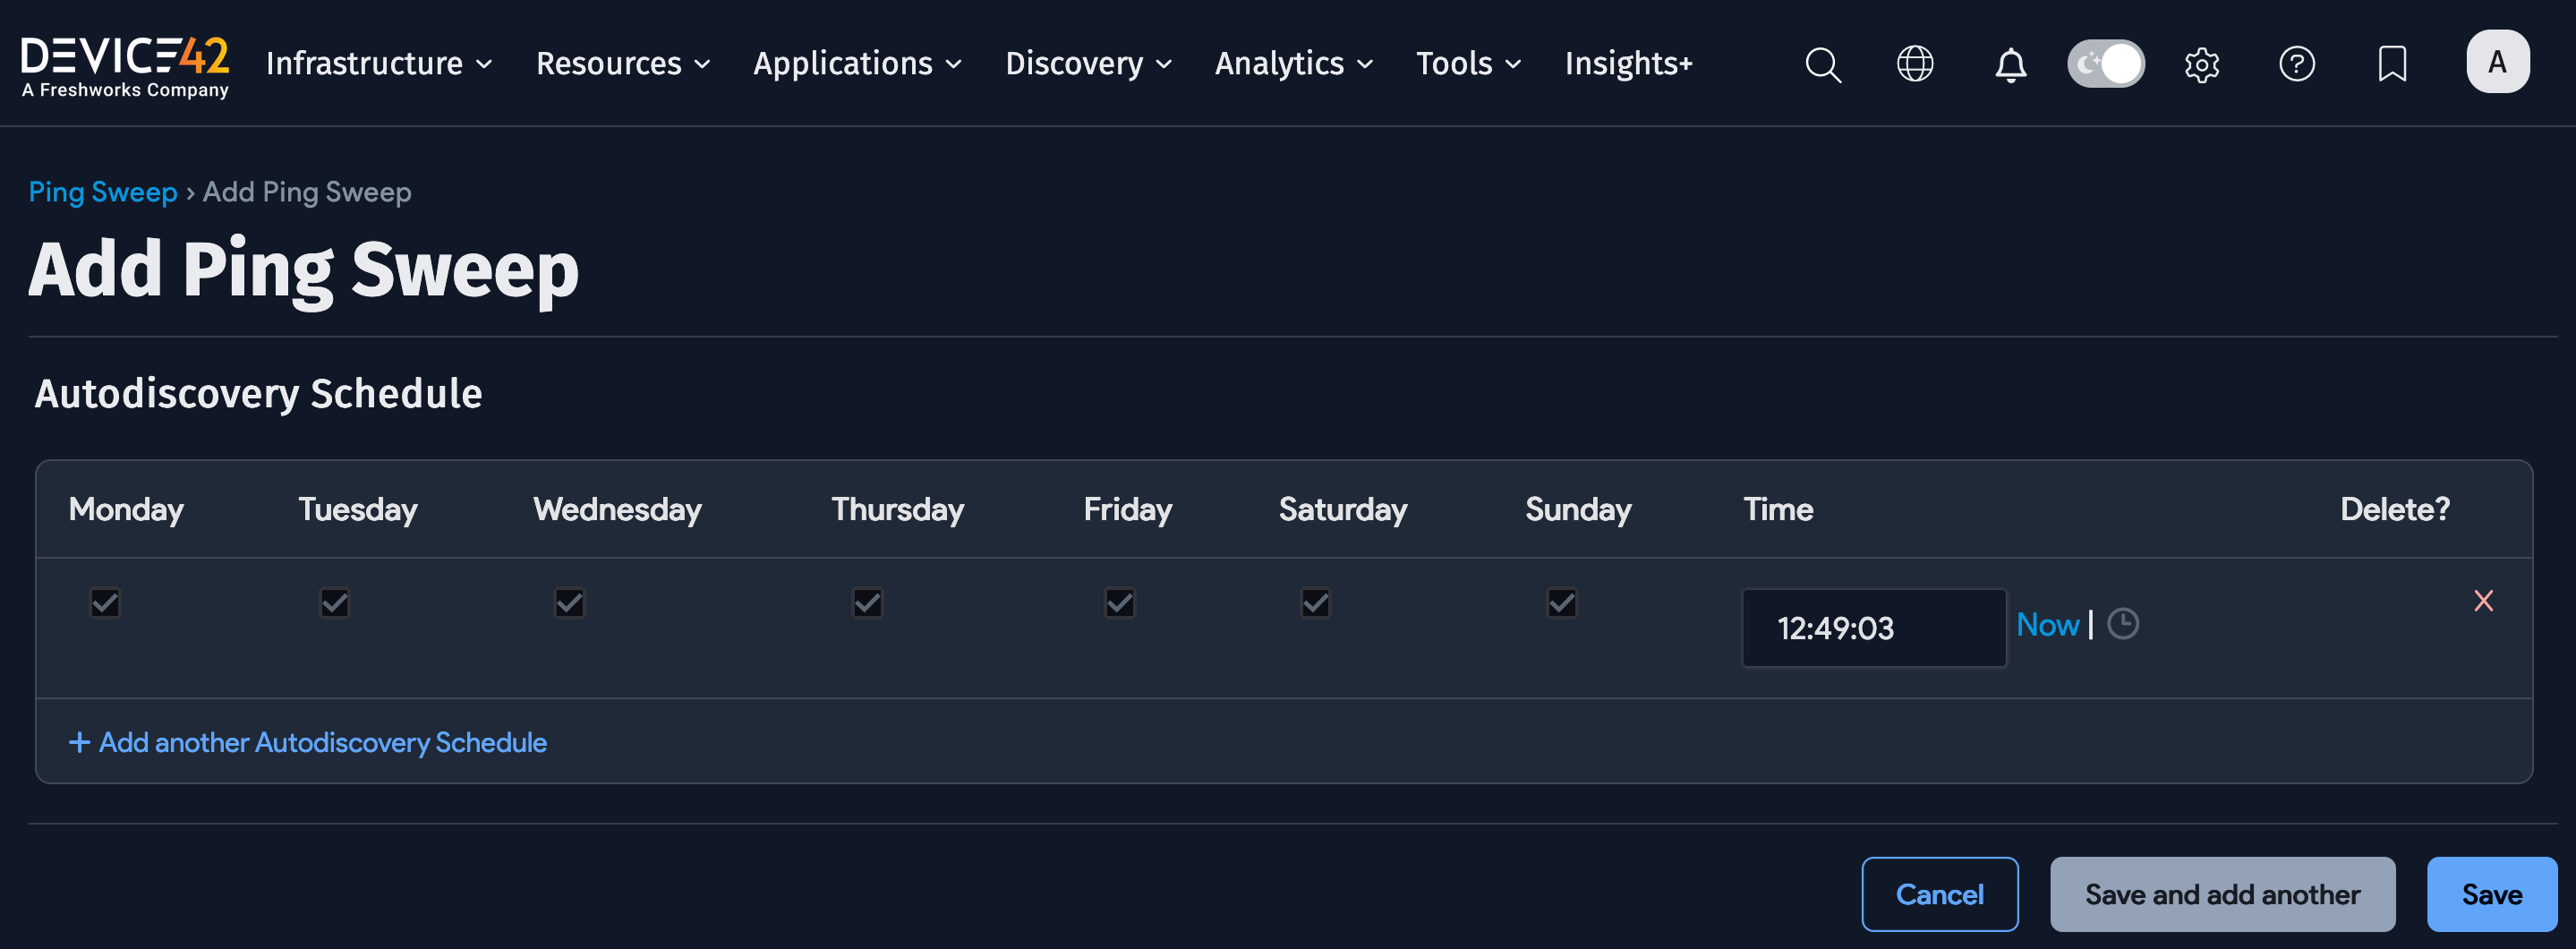 DEVICE42
A Freshworks Company
Infrastructure
Resources
Applications
Discovery
Analytics
Tools
Insights+
A
Ping Sweep › Add Ping Sweep
Add Ping Sweep
Autodiscovery Schedule
Monday Tuesday Wednesday Thursday Friday Saturday Sunday Time Delete?
12:49:03 Now |
+ Add another Autodiscovery Schedule
Cancel
Save and add another
Save